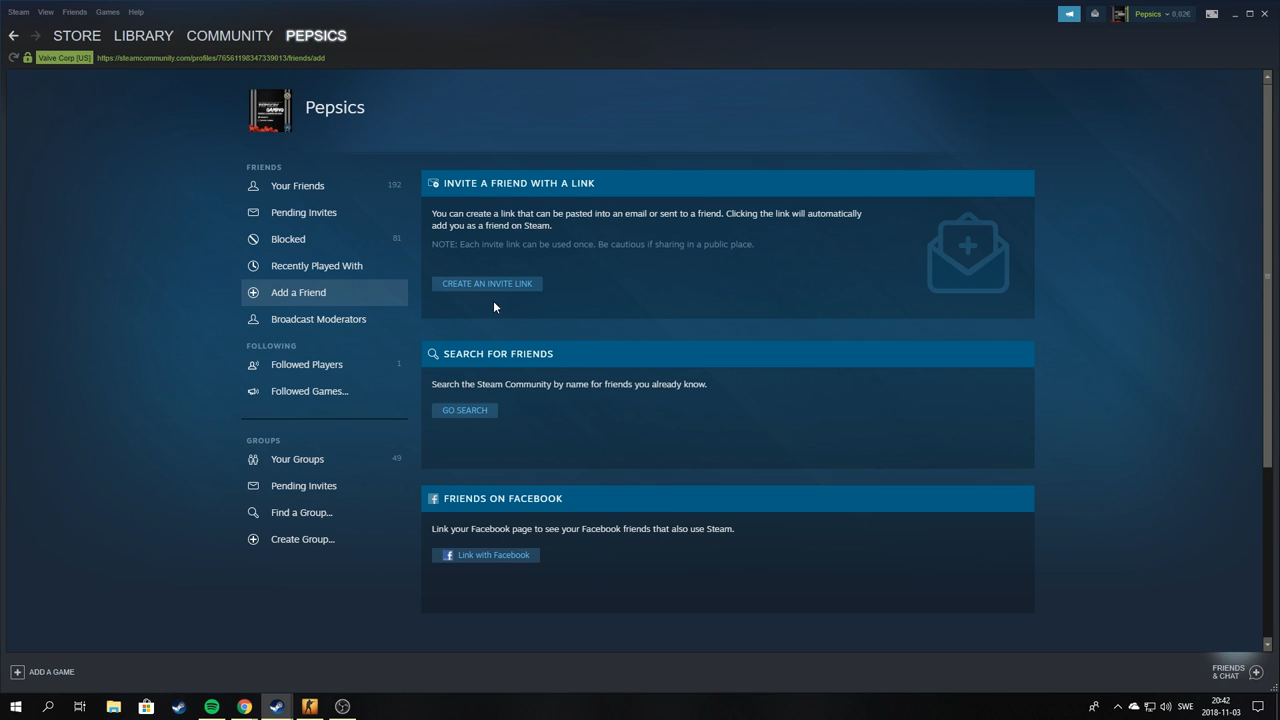 Steam View Friends Games Help
Pepsics 0,02€
STORE LIBRARY COMMUNITY PEPSICS
Valve Corp [US] https://steamcommunity.com/profiles/76561198347339013/friends/add
Pepsics
FRIENDS
Your Friends 192
Pending Invites
Blocked 81
Recently Played With
Add a Friend
Broadcast Moderators
FOLLOWING
Followed Players 1
Followed Games...
GROUPS
Your Groups 49
Pending Invites
Find a Group...
Create Group...
INVITE A FRIEND WITH A LINK
You can create a link that can be pasted into an email or sent to a friend. Clicking the link will automatically
add you as a friend on Steam.
NOTE: Each invite link can be used once. Be cautious if sharing in a public place.
CREATE AN INVITE LINK
SEARCH FOR FRIENDS
Search the Steam Community by name for friends you already know.
GO SEARCH
FRIENDS ON FACEBOOK
Link your Facebook page to see your Facebook friends that also use Steam.
Link with Facebook
ADD A GAME
FRIENDS
& CHAT
SWE
20:42
2018-11-03